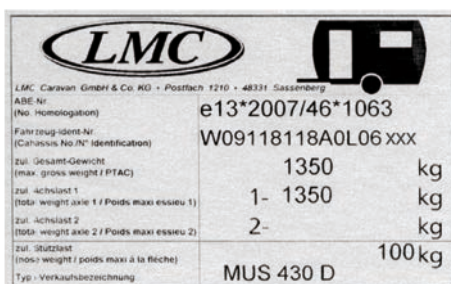 LMC
LMC Caravan GmbH & Co. KG • Postfach 1210 • 48331 Sassenberg
ABE-Nr.
(No. Homologation) e13*2007/46*1063
Fahrzeug-Ident-Nr.
(Cahassis No./N° Identification) W09118118A0L06 xxx
zul. Gesamt-Gewicht
(max. gross weight / PTAC) 1350 kg
zul. Achslast 1
(total weight axle 1 / Poids maxi essieu 1) 1- 1350 kg
zul. Achslast 2
(total weight axle 2 / Poids maxi essieu 2) 2- kg
zul. Stützlast
(nose weight / poids maxi à la flèche) 100 kg
Typ - Verkaufsbezeichnung MUS 430 D